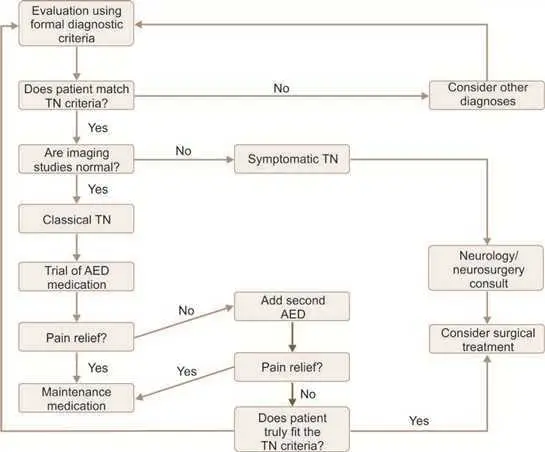 Evaluation using
formal diagnostic
criteria
Does patient match
TN criteria?
No
Consider other
diagnoses
Yes
Are imaging
studies normal?
No
Symptomatic TN
Yes
Classical TN
Neurology/
neurosurgery
consult
Trial of AED
medication
No
Add second
AED
Pain relief?
Consider surgical
treatment
Yes
Yes
Pain relief?
Maintenance
medication
No
Does patient
truly fit the
TN criteria?
Yes